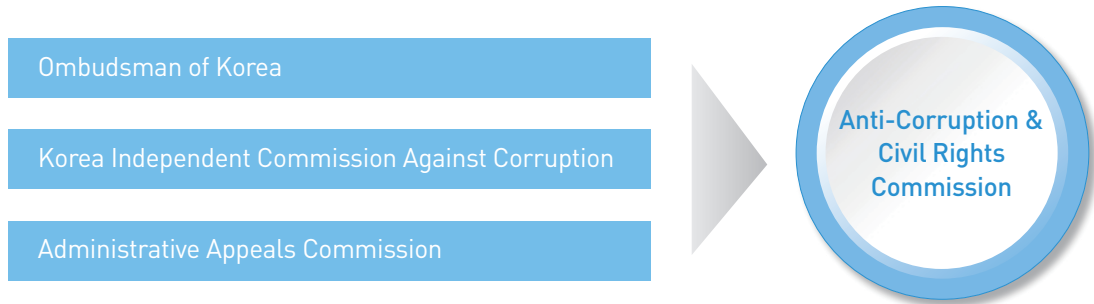 Ombudsman of Korea
Korea Independent Commission Against Corruption
Administrative Appeals Commission
Anti-Corruption &
Civil Rights
Commission